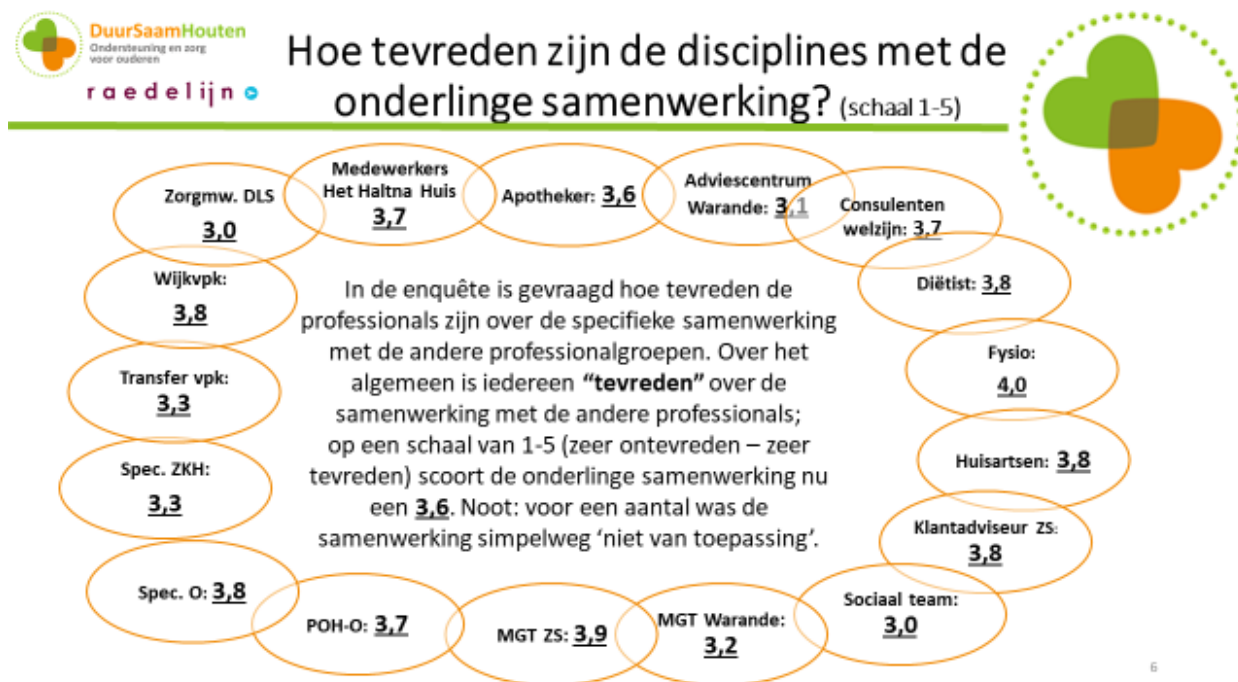 DuurSaamHouten
Ondersteuning en zorg
voor ouderen
raedelijn
Hoe tevreden zijn de disciplines met de
onderlinge samenwerking? (schaal 1-5)
Zorgmw. DLS
3,0
Medewerkers
Het Haltna Huis
3,7
Apotheker: 3,6
Adviescentrum
Warande: 3,1
Consulenten
welzijn: 3,7
Diëtist: 3,8
Fysio:
4,0
Huisartsen: 3,8
Klantadviseur ZS:
3,8
Sociaal team:
3,0
MGT Warande:
3,2
MGT ZS: 3,9
POH-O: 3,7
Spec. O: 3,8
Spec. ZKH:
3,3
Transfer vpk:
3,3
Wijkvpk:
3,8
In de enquête is gevraagd hoe tevreden de
professionals zijn over de specifieke samenwerking
met de andere professionalgroepen. Over het
algemeen is iedereen “tevreden” over de
samenwerking met de andere professionals;
op een schaal van 1-5 (zeer ontevreden – zeer
tevreden) scoort de onderlinge samenwerking nu
een 3,6. Noot: voor een aantal was de
samenwerking simpelweg ‘niet van toepassing’.
6